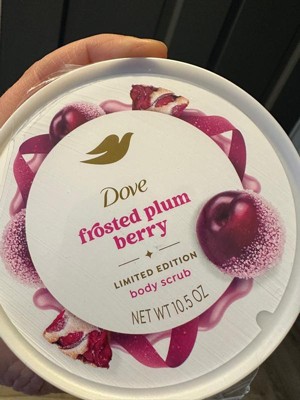 Dove
frosted plum
berry
LIMITED EDITION
body scrub
NET WT 10.5 OZ